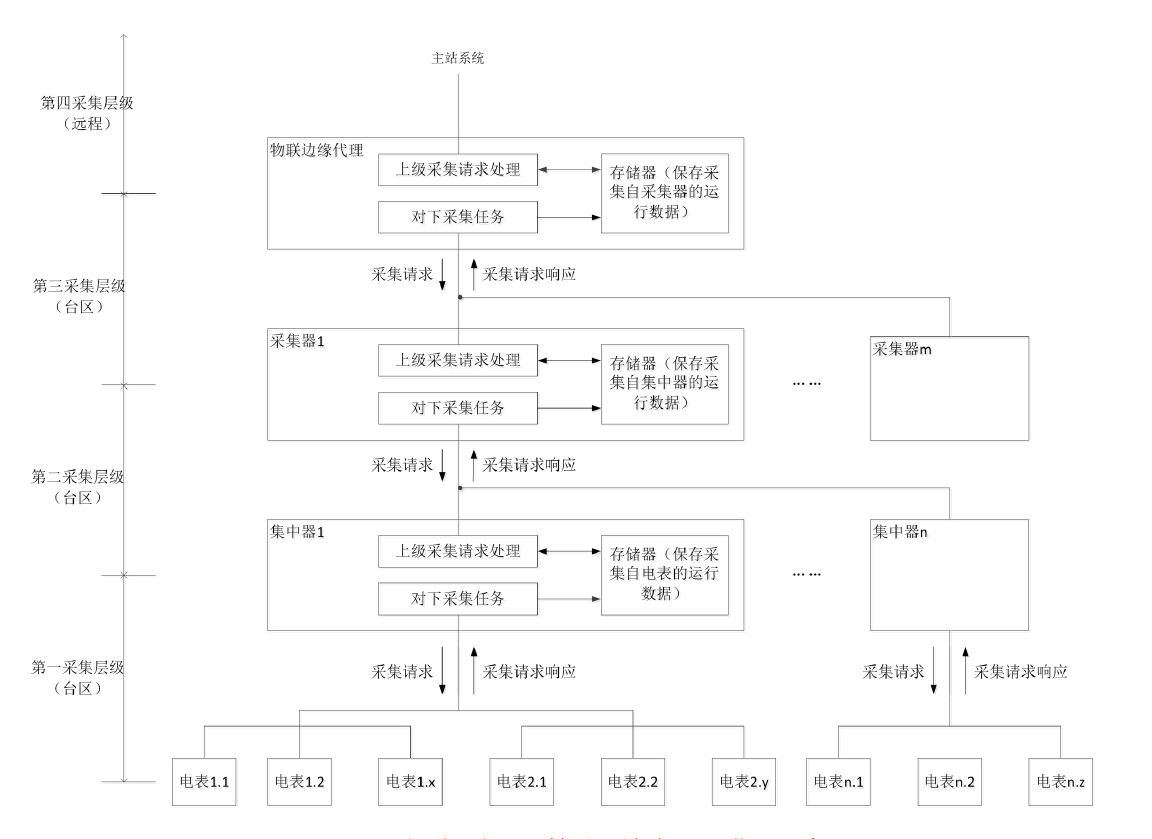 主站系统
第四采集层级
（远程）
物联边缘代理
上级采集请求处理
存储器（保存采
集自采集器的运
行数据）
对下采集任务
采集请求
采集请求响应
第三采集层级
（台区）
采集器1
上级采集请求处理
存储器（保存采
集自集中器的运
行数据）
对下采集任务
... ...
采集器m
采集请求
采集请求响应
第二采集层级
（台区）
集中器1
上级采集请求处理
存储器（保存采
集自电表的运行
数据）
对下采集任务
... ...
集中器n
第一采集层级
（台区）
采集请求
采集请求响应
采集请求
采集请求响应
电表1.1
电表1.2
电表1.x
电表2.1
电表2.2
电表2.y
电表n.1
电表n.2
电表n.z